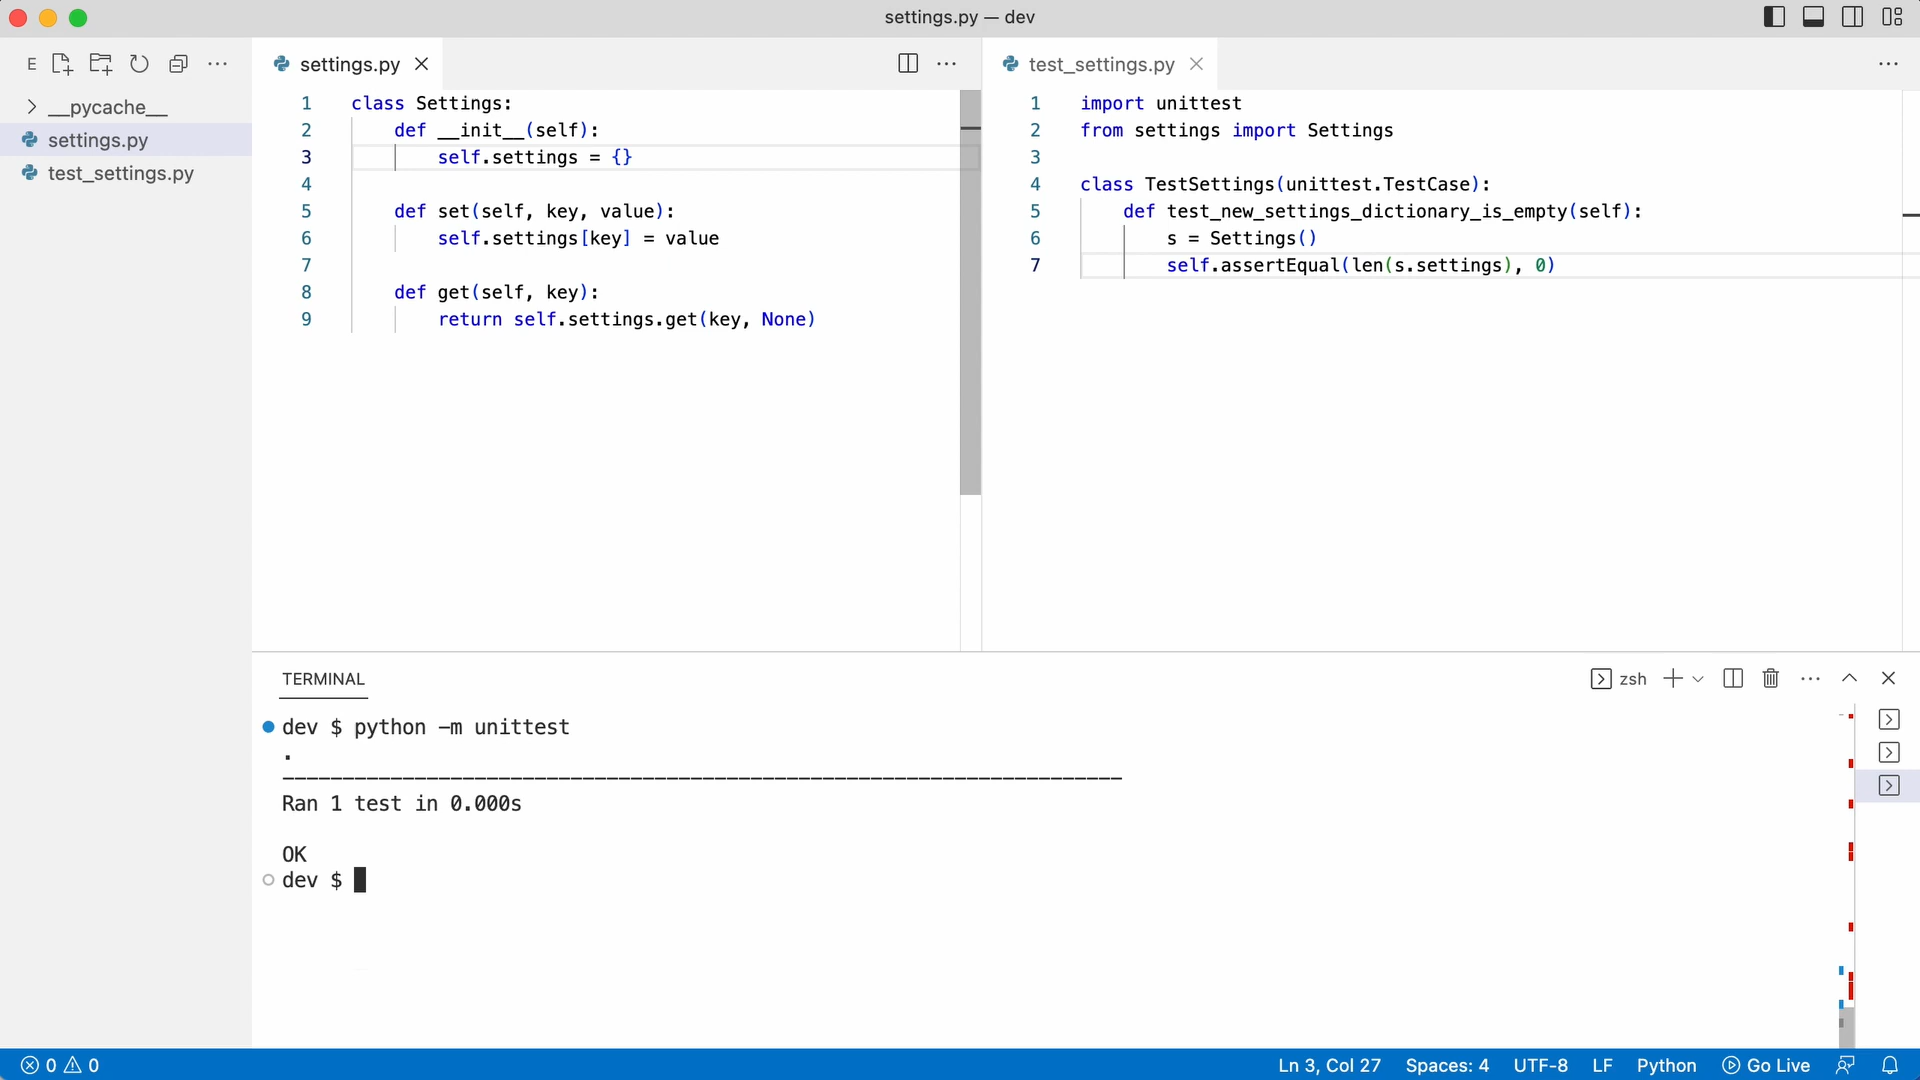 settings.py — dev
E
__pycache__
settings.py
test_settings.py
settings.py
1 class Settings:
2 def __init__(self):
3 self.settings = {}
4
5 def set(self, key, value):
6 self.settings[key] = value
7
8 def get(self, key):
9 return self.settings.get(key, None)
test_settings.py
1 import unittest
2 from settings import Settings
3
4 class TestSettings(unittest.TestCase):
5 def test_new_settings_dictionary_is_empty(self):
6 s = Settings()
7 self.assertEqual(len(s.settings), 0)
TERMINAL
zsh
dev $ python -m unittest
.
----------------------------------------------------------------------
Ran 1 test in 0.000s
OK
dev $
0 0
Ln 3, Col 27 Spaces: 4 UTF-8 LF Python Go Live